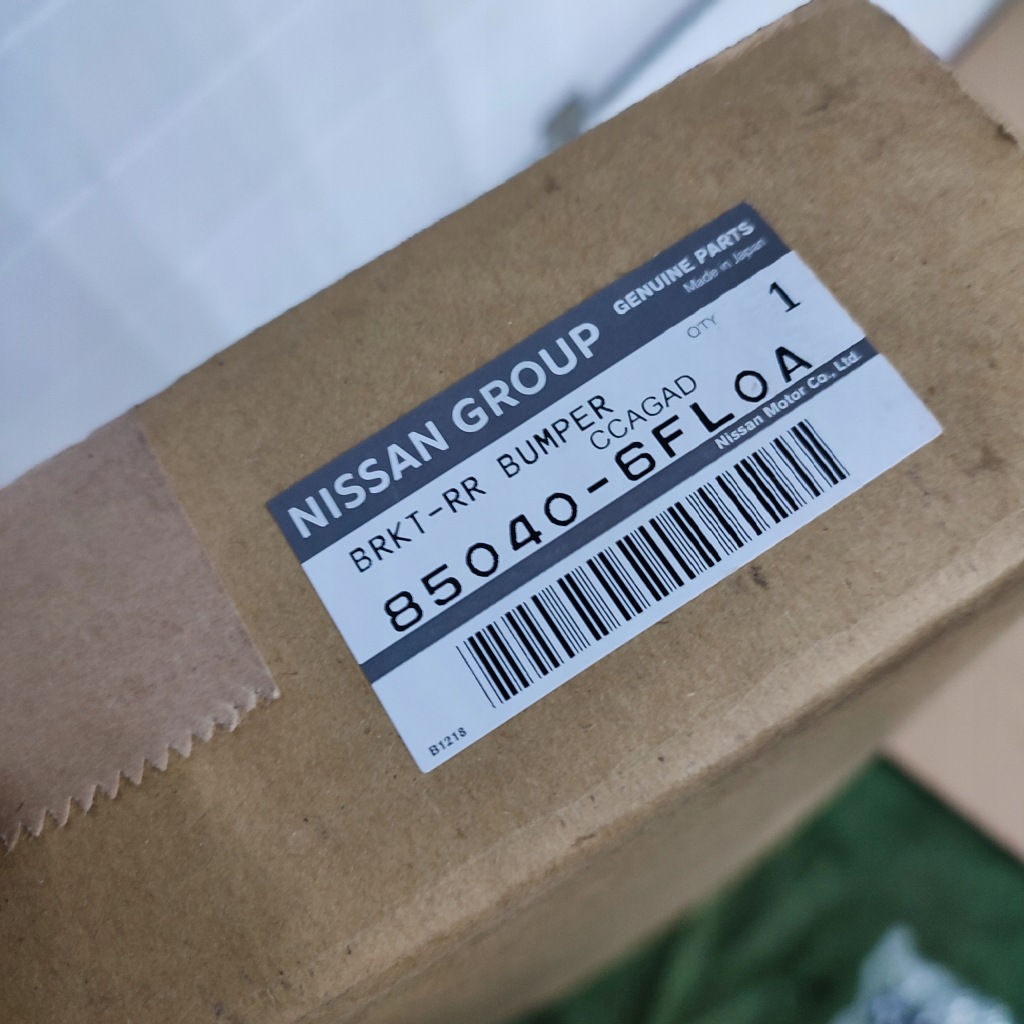 NISSAN GROUP GENUINE PARTS
Made in Japan
QTY 1
BRKT-RR BUMPER
CCAGAD
85040-6FL0A
Nissan Motor Co., Ltd.
B1218